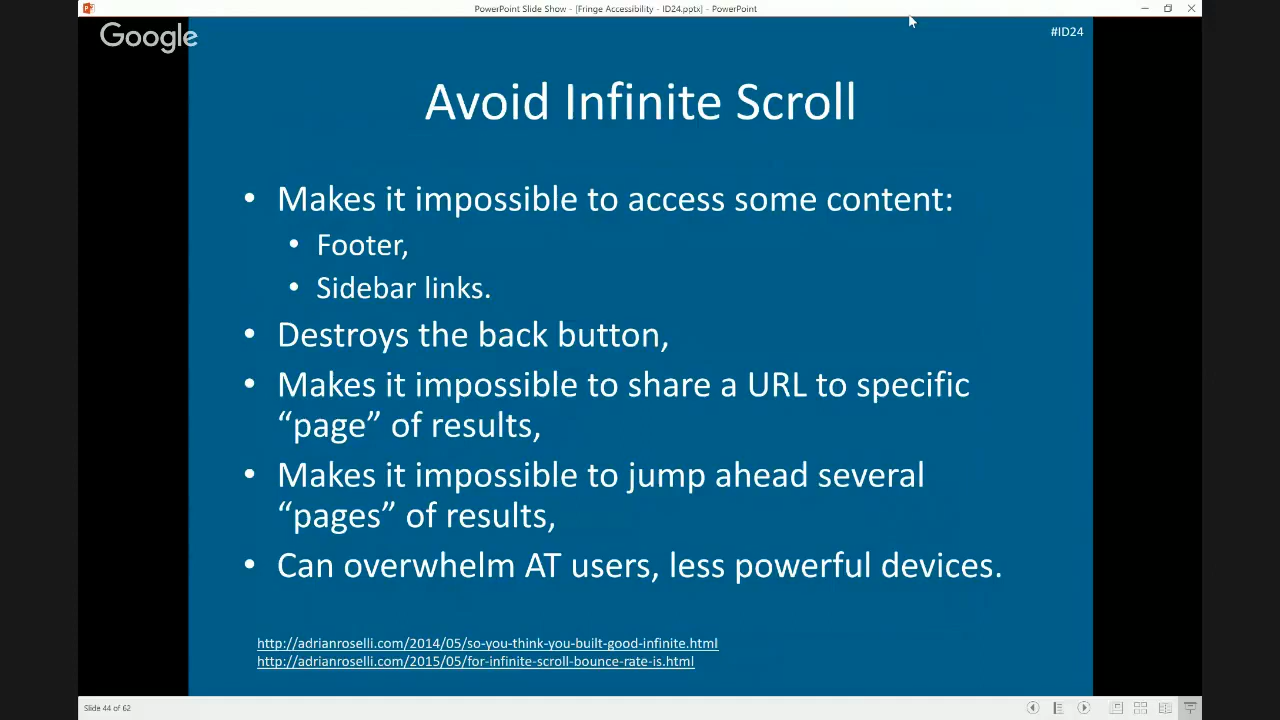 PowerPoint Slide Show - [Fringe Accessibility - ID24.pptx] - PowerPoint
Google
#ID24
Avoid Infinite Scroll
• Makes it impossible to access some content:
• Footer,
• Sidebar links.
• Destroys the back button,
• Makes it impossible to share a URL to specific
“page” of results,
• Makes it impossible to jump ahead several
“pages” of results,
• Can overwhelm AT users, less powerful devices.
http://adrianroselli.com/2014/05/so-you-think-you-built-good-infinite.html
http://adrianroselli.com/2015/05/for-infinite-scroll-bounce-rate-is.html
Slide 44 of 62